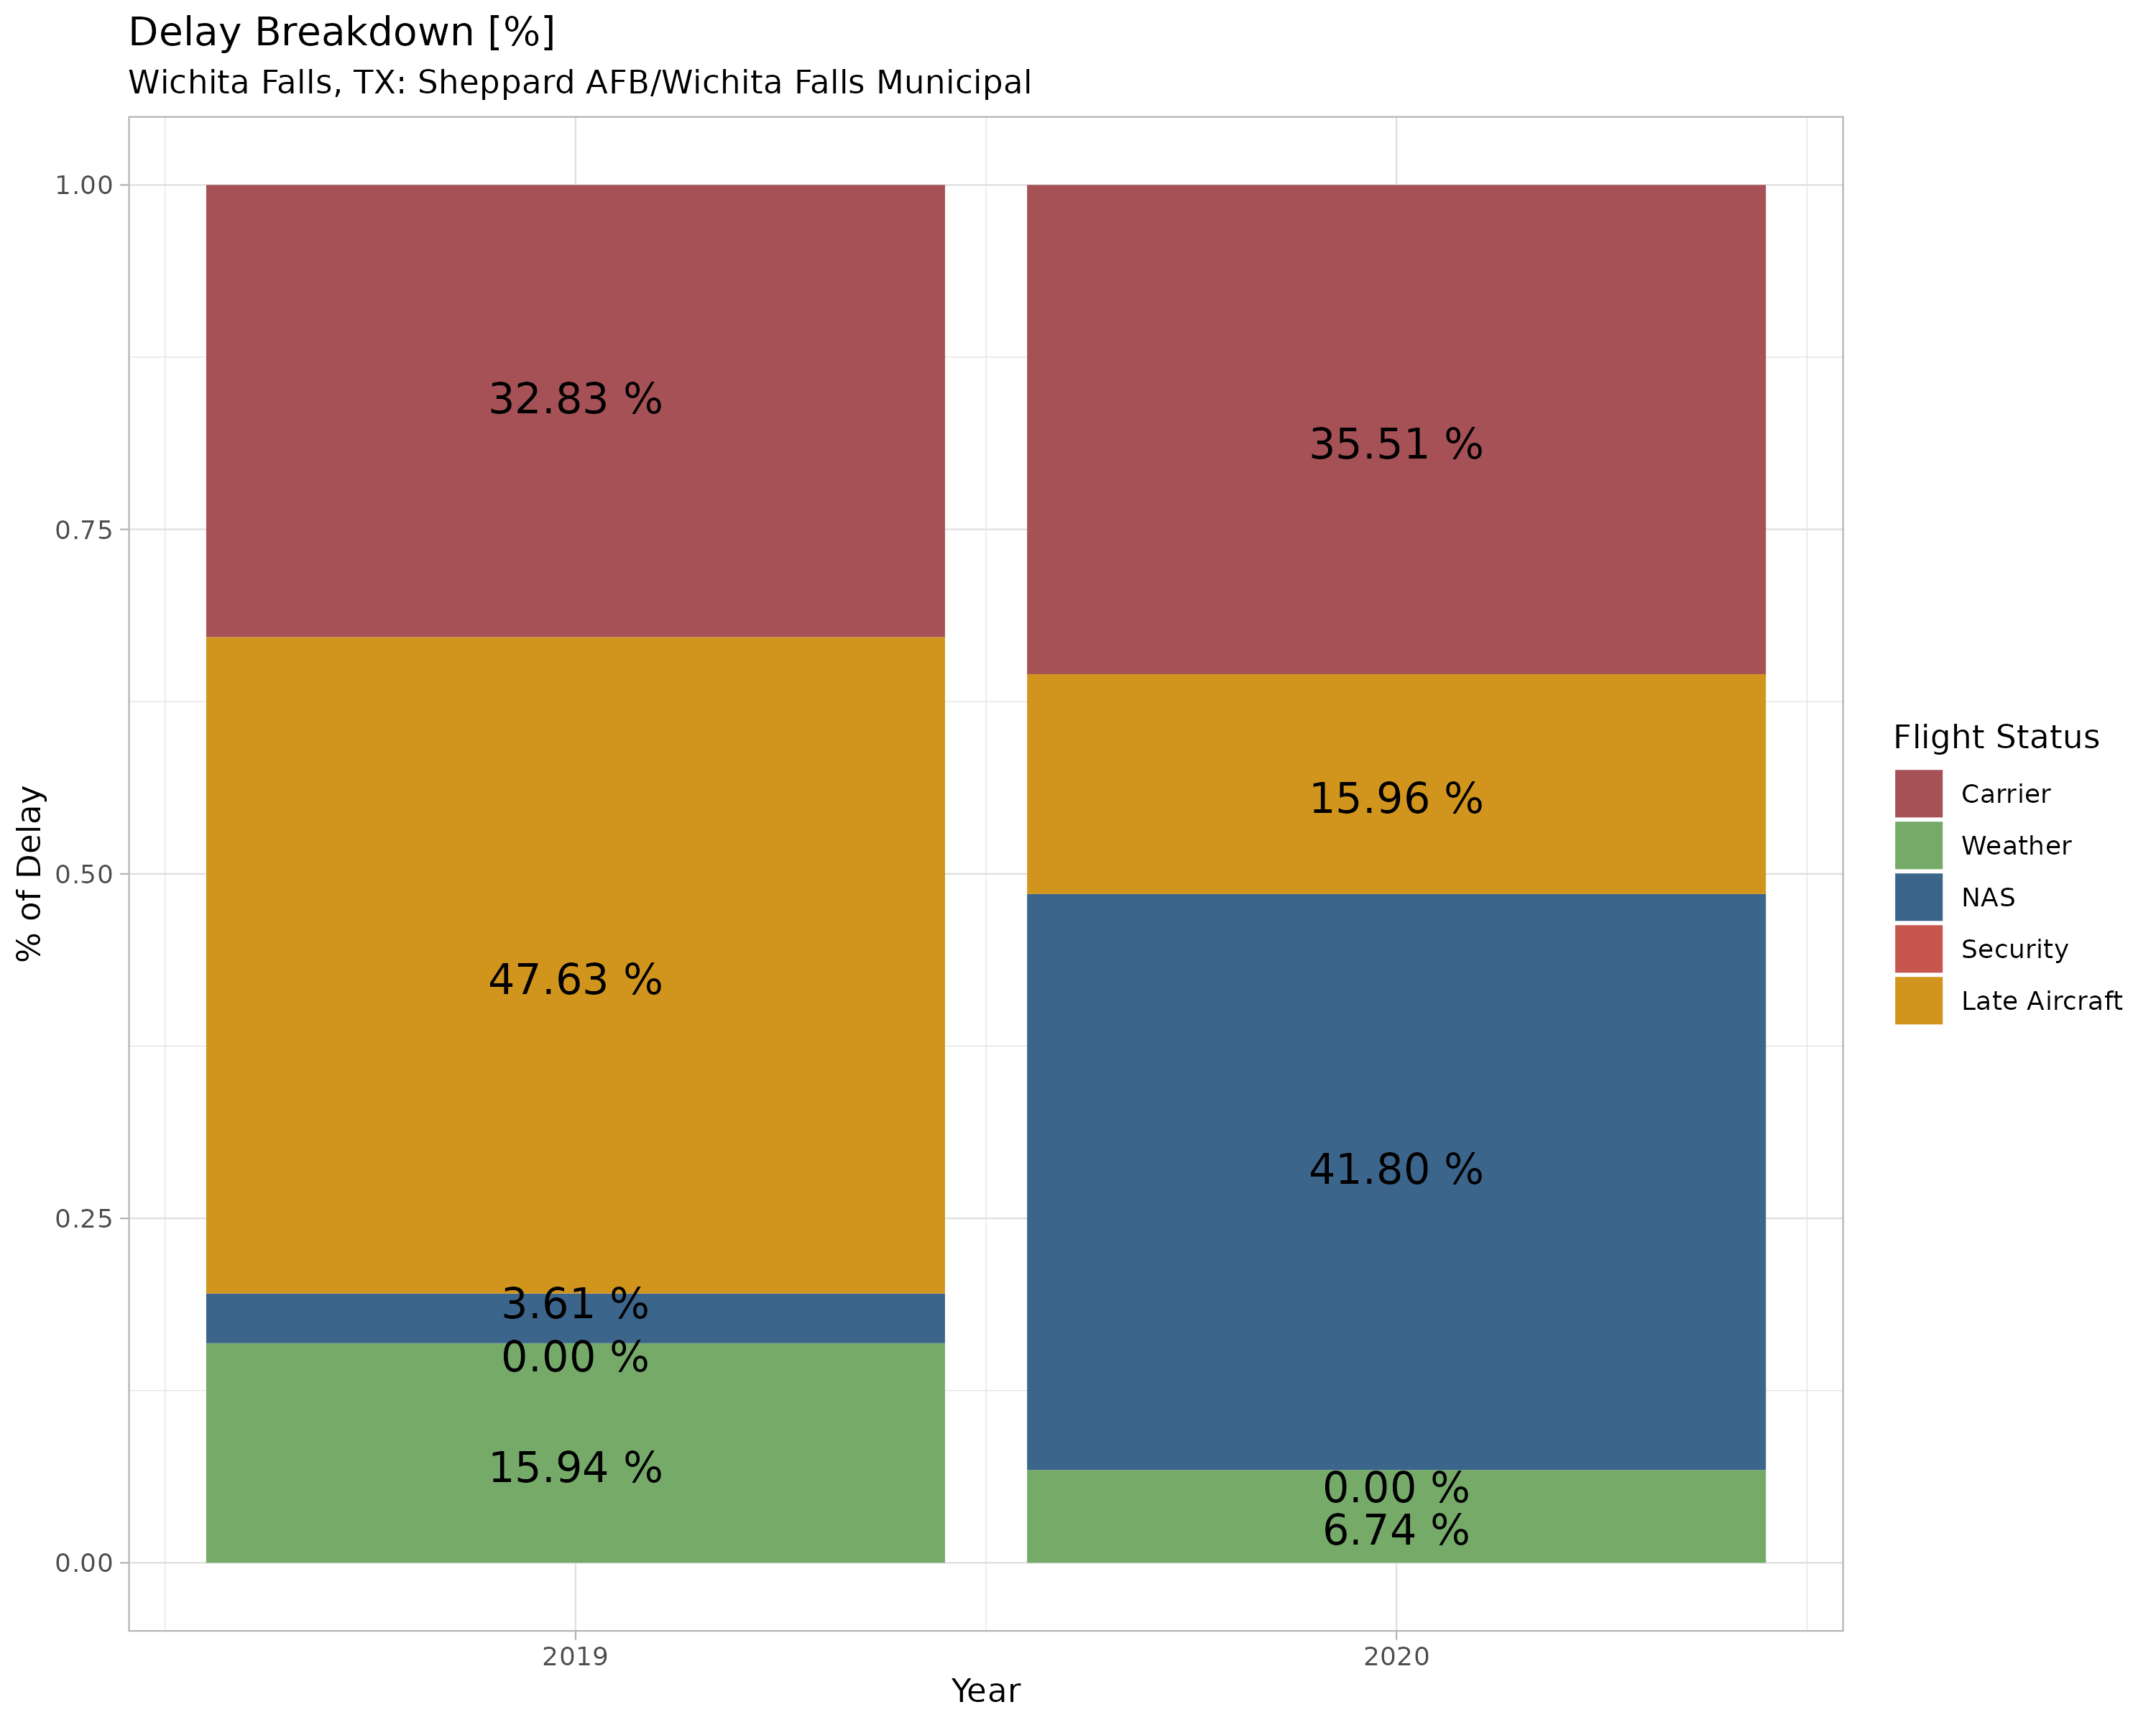 Delay Breakdown [%]
Wichita Falls, TX: Sheppard AFB/Wichita Falls Municipal
% of Delay
1.00
0.75
0.50
0.25
0.00
32.83 %
47.63 %
3.61 %
0.00 %
15.94 %
35.51 %
15.96 %
41.80 %
0.00 %
6.74 %
2019
2020
Year
Flight Status
Carrier
Weather
NAS
Security
Late Aircraft